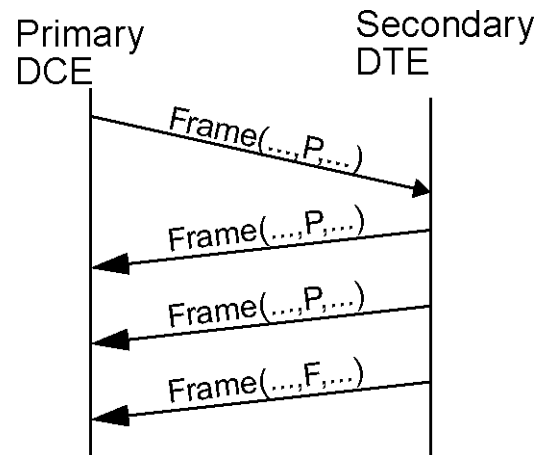 Primary
DCE
Secondary
DTE
Frame(...,P,...)
Frame(...,P,...)
Frame(...,P,...)
Frame(...,F,...)